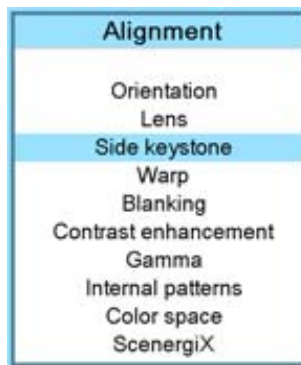 Alignment
Orientation
Lens
Side keystone
Warp
Blanking
Contrast enhancement
Gamma
Internal patterns
Color space
ScenergiX